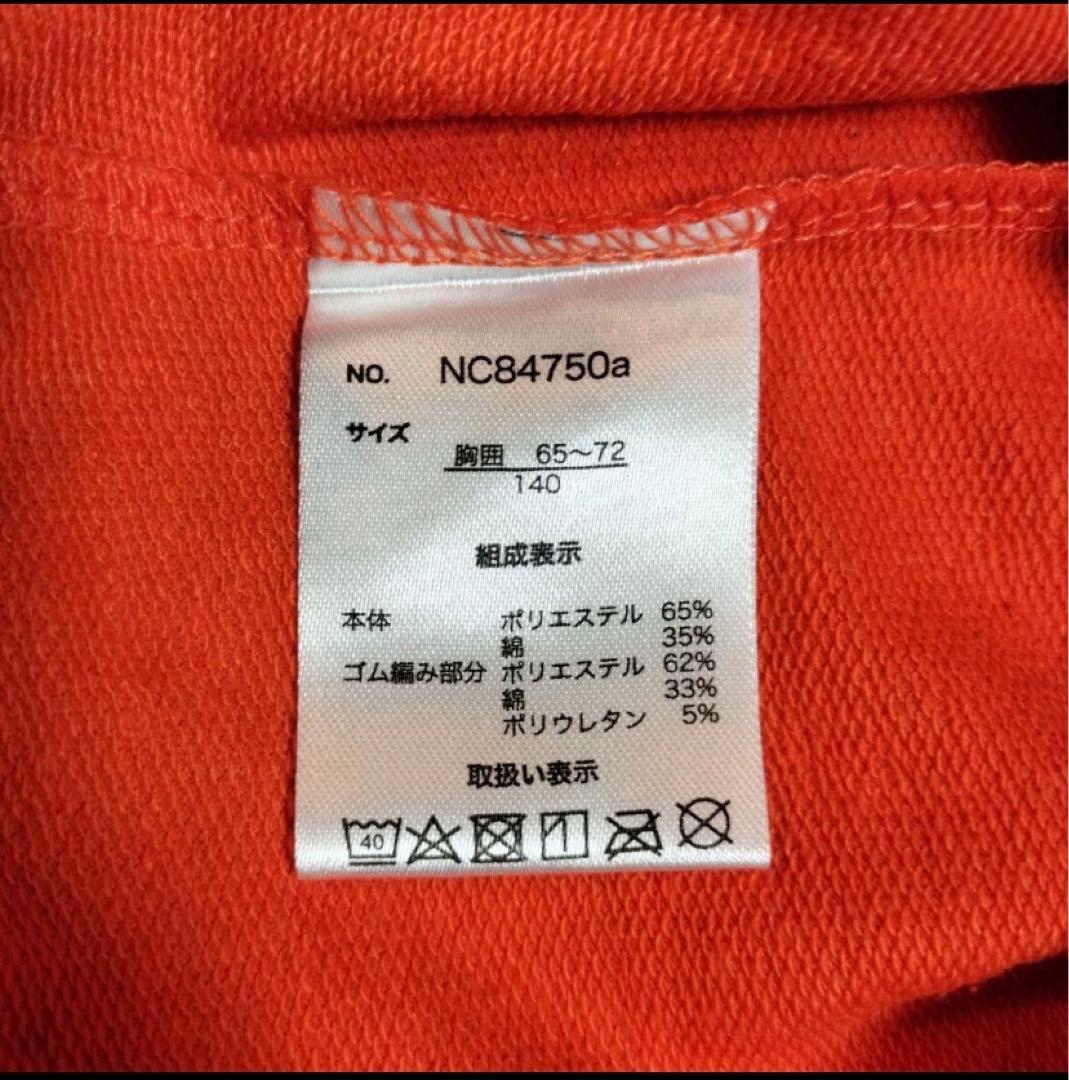 NO. NC84750a
サイズ
胸囲 65～72
140
組成表示
本体 ポリエステル 65%
綿 35%
ゴム編み部分 ポリエステル 62%
綿 33%
ポリウレタン 5%
取扱い表示
40